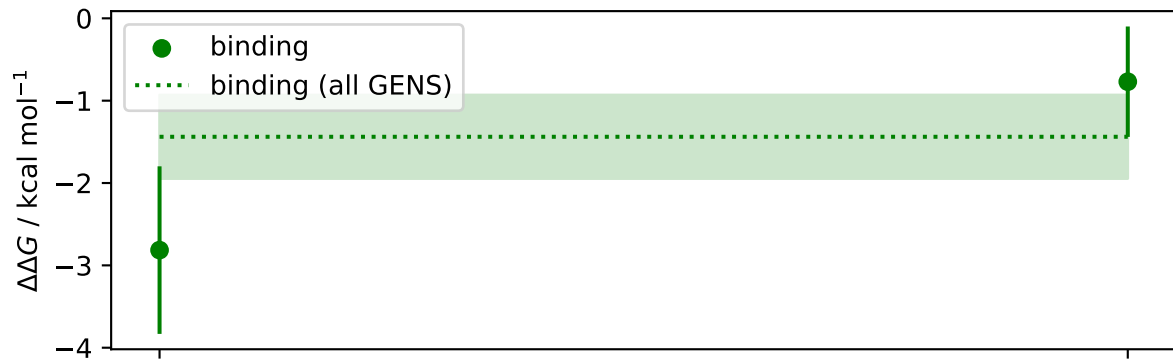 0
binding
binding (all GENS)
−1
−2
−3
−4
ΔΔG / kcal mol⁻¹